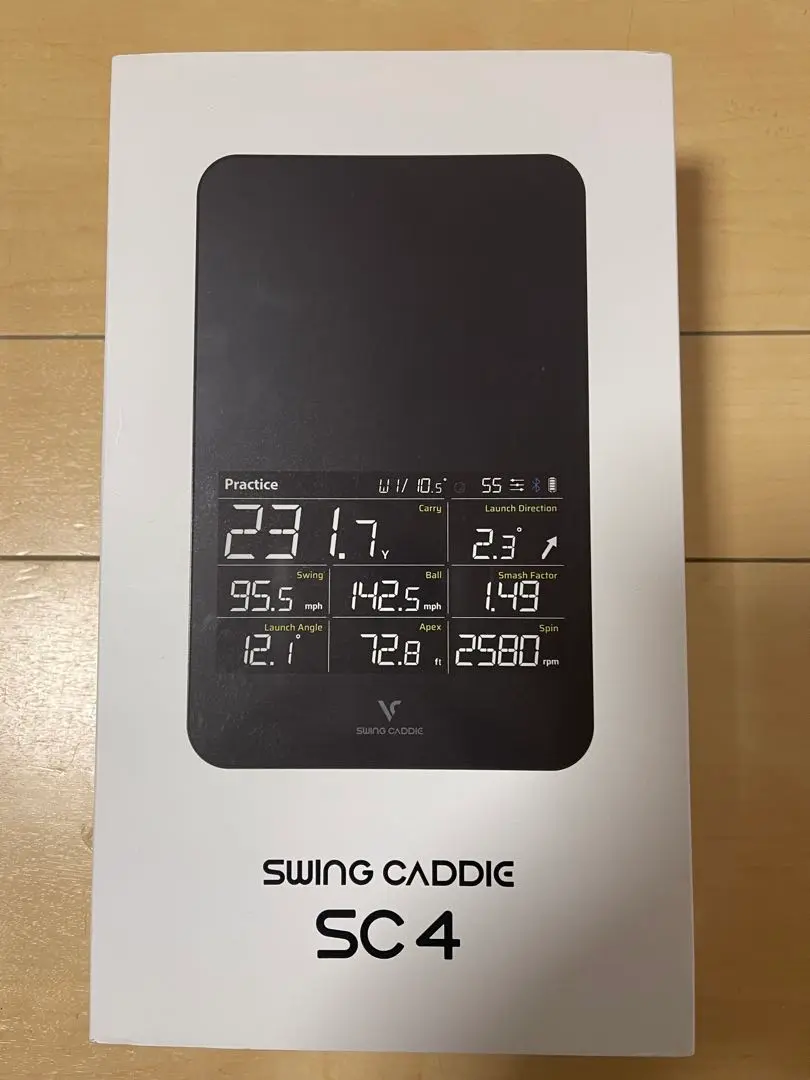 Practice W1/ 10.5° 55
Carry Launch Direction
231.7 Y 2.3°
Swing Ball Smash Factor
95.5 mph 142.5 mph 1.49
Launch Angle Apex Spin
12.1° 72.8 ft 2580 rpm
SWING CADDIE
SWING CADDIE
SC4